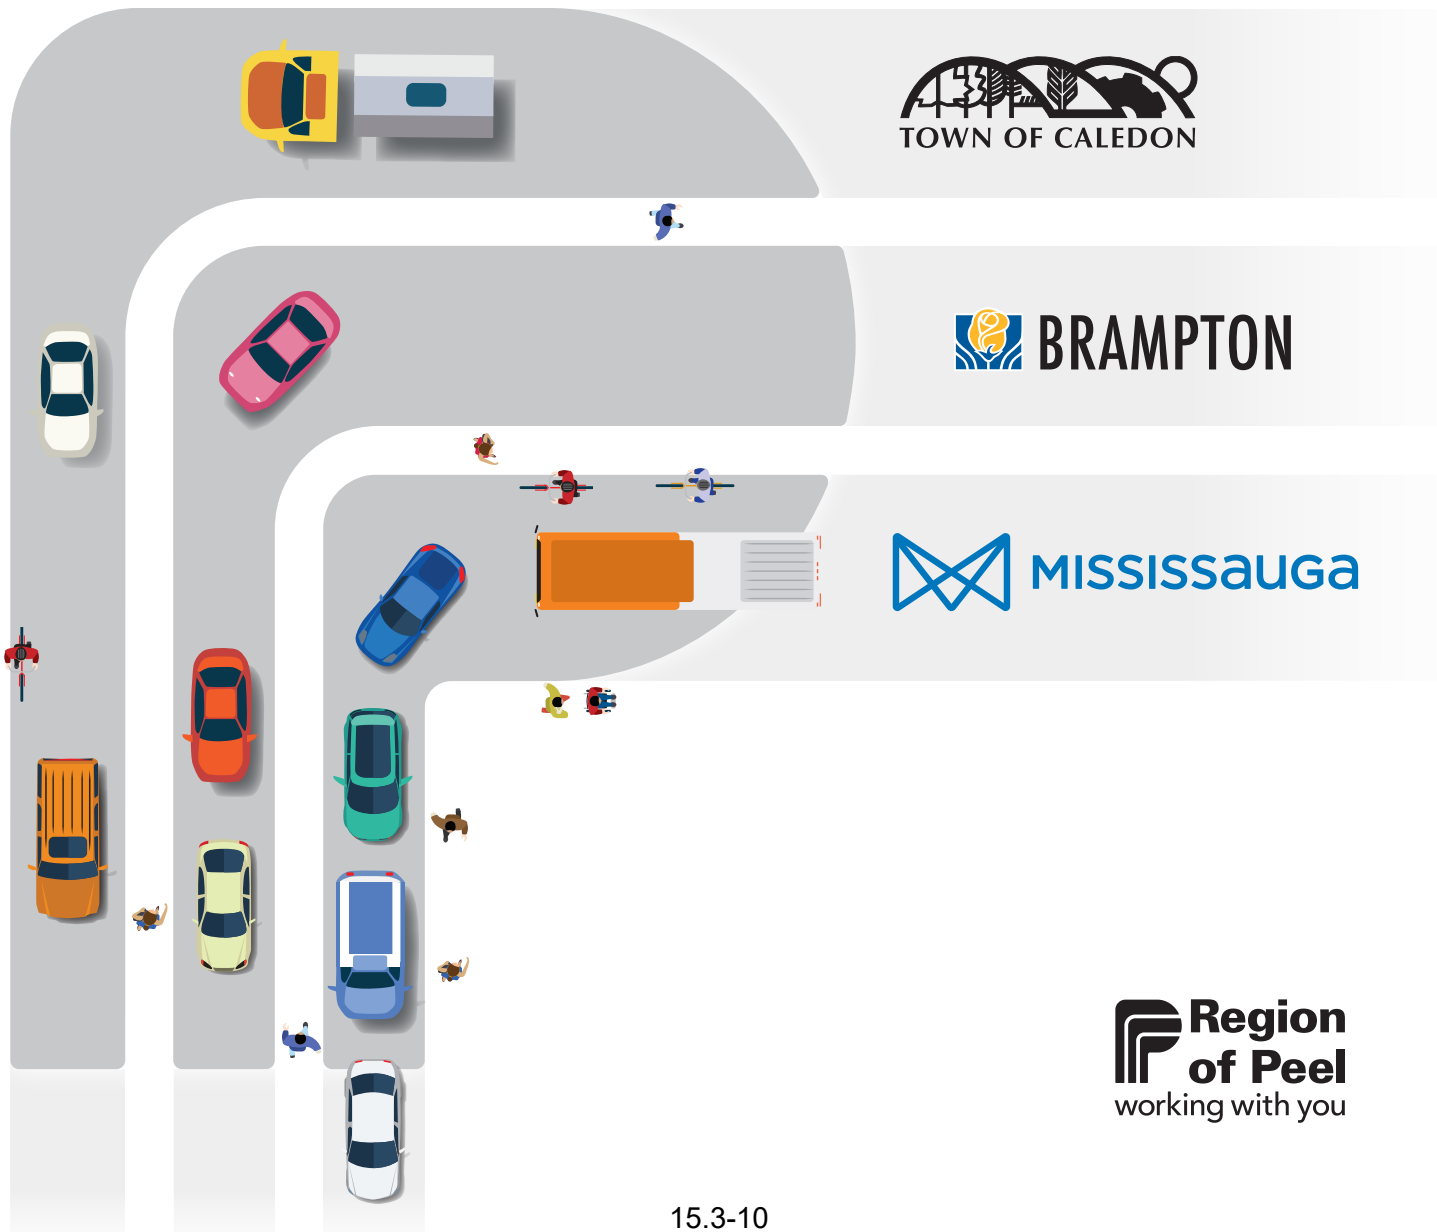 TOWN OF CALEDON
BRAMPTON
MISSISSauGa
Region
of Peel
working with you
15.3-10